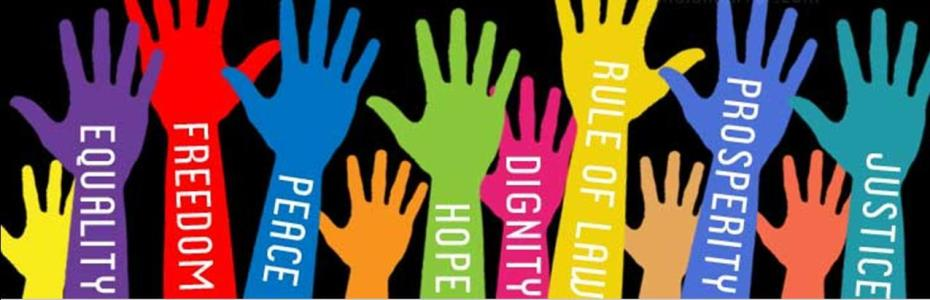 EQUALITY
FREEDOM
PEACE
HOPE
DIGNITY
RULE OF LAW
PROSPERITY
JUSTICE